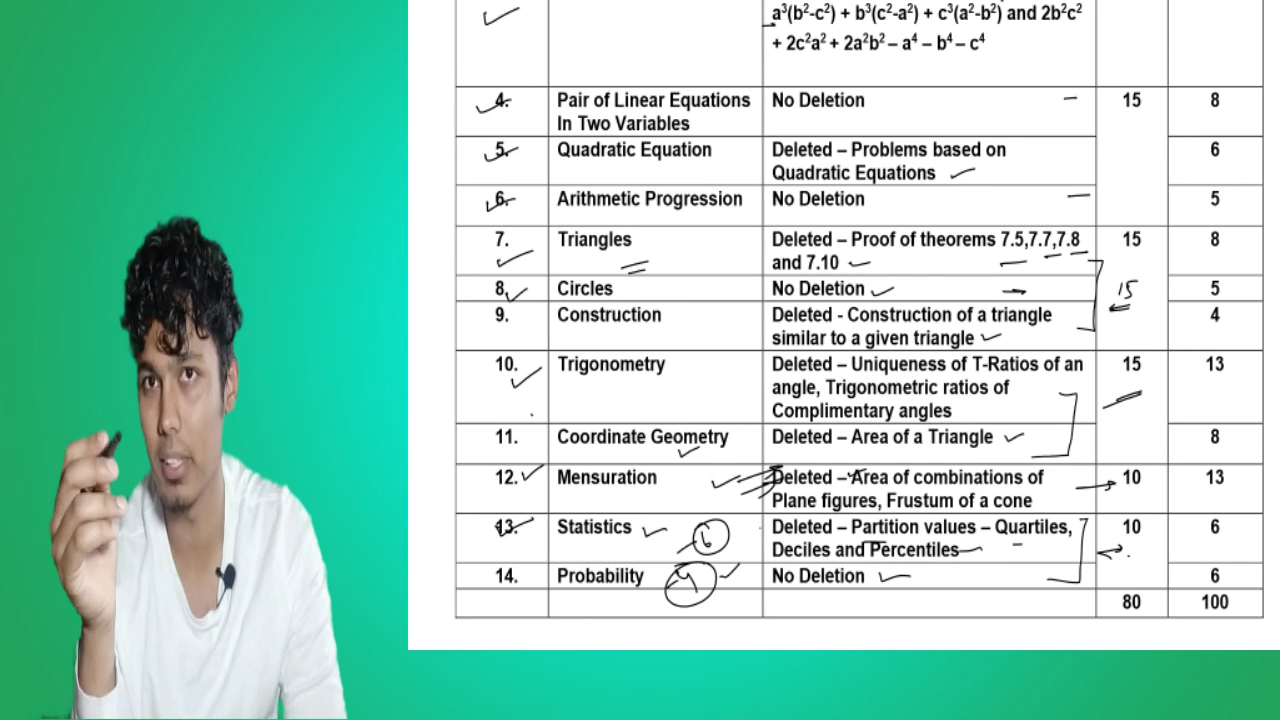 a³(b²-c²) + b³(c²-a²) + c³(a²-b²) and 2b²c²
+ 2c²a² + 2a²b² – a⁴ – b⁴ – c⁴
4. Pair of Linear Equations In Two Variables No Deletion 15 8
5. Quadratic Equation Deleted – Problems based on Quadratic Equations 6
6. Arithmetic Progression No Deletion 5
7. Triangles Deleted – Proof of theorems 7.5,7.7,7.8 and 7.10 15 8
8. Circles No Deletion 15 5
9. Construction Deleted - Construction of a triangle similar to a given triangle 4
10. Trigonometry Deleted – Uniqueness of T-Ratios of an angle, Trigonometric ratios of Complimentary angles 15 13
11. Coordinate Geometry Deleted – Area of a Triangle 8
12. Mensuration Deleted – Area of combinations of Plane figures, Frustum of a cone 10 13
13. Statistics 6 Deleted – Partition values – Quartiles, Deciles and Percentiles 10 6
14. Probability 4 No Deletion 6
80 100